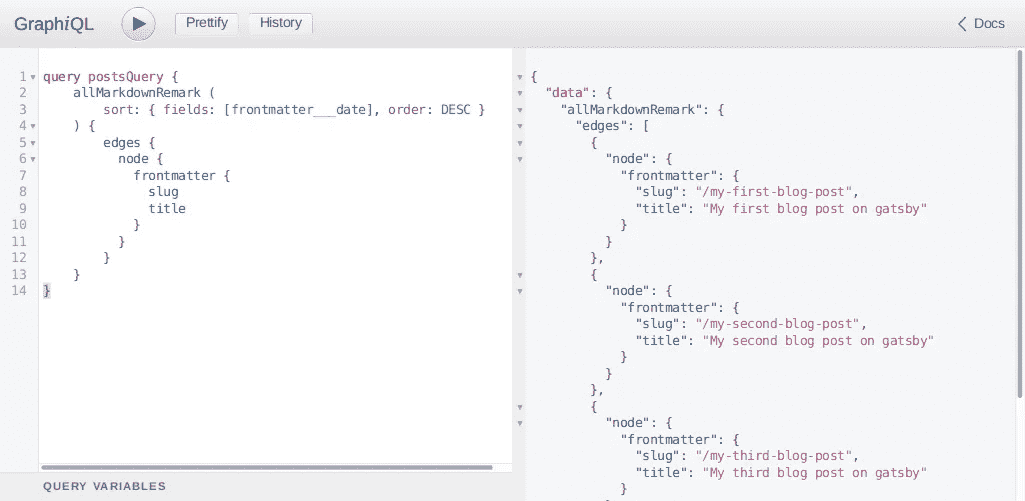 GraphiQL
Prettify
History
Docs
1 query postsQuery {
2 allMarkdownRemark (
3 sort: { fields: [frontmatter___date], order: DESC }
4 ) {
5 edges {
6 node {
7 frontmatter {
8 slug
9 title
10 }
11 }
12 }
13 }
14 }
QUERY VARIABLES
{
"data": {
"allMarkdownRemark": {
"edges": [
{
"node": {
"frontmatter": {
"slug": "/my-first-blog-post",
"title": "My first blog post on gatsby"
}
}
},
{
"node": {
"frontmatter": {
"slug": "/my-second-blog-post",
"title": "My second blog post on gatsby"
}
}
},
{
"node": {
"frontmatter": {
"slug": "/my-third-blog-post",
"title": "My third blog post on gatsby"
}